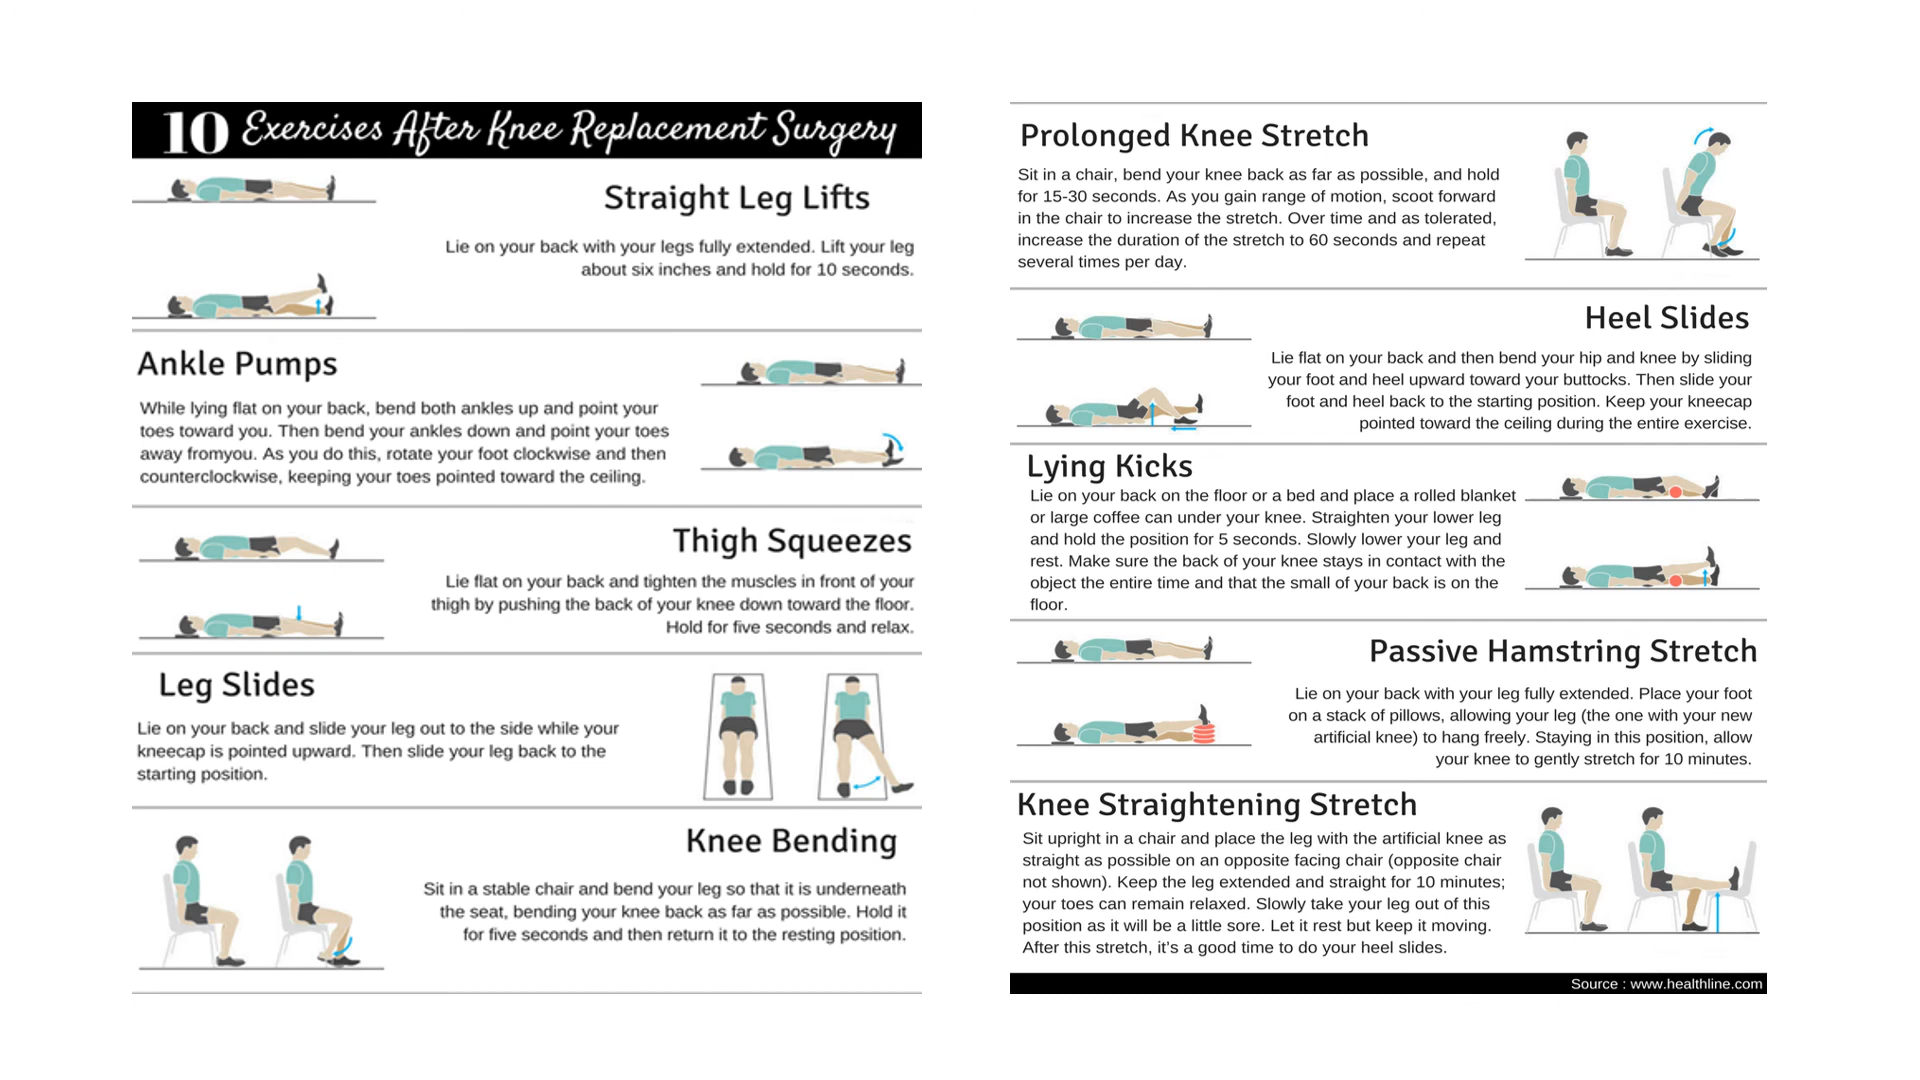 10 Exercises After Knee Replacement Surgery
Straight Leg Lifts
Lie on your back with your legs fully extended. Lift your leg
about six inches and hold for 10 seconds.
Ankle Pumps
While lying flat on your back, bend both ankles up and point your
toes toward you. Then bend your ankles down and point your toes
away fromyou. As you do this, rotate your foot clockwise and then
counterclockwise, keeping your toes pointed toward the ceiling.
Thigh Squeezes
Lie flat on your back and tighten the muscles in front of your
thigh by pushing the back of your knee down toward the floor.
Hold for five seconds and relax.
Leg Slides
Lie on your back and slide your leg out to the side while your
kneecap is pointed upward. Then slide your leg back to the
starting position.
Knee Bending
Sit in a stable chair and bend your leg so that it is underneath
the seat, bending your knee back as far as possible. Hold it
for five seconds and then return it to the resting position.
Prolonged Knee Stretch
Sit in a chair, bend your knee back as far as possible, and hold
for 15-30 seconds. As you gain range of motion, scoot forward
in the chair to increase the stretch. Over time and as tolerated,
increase the duration of the stretch to 60 seconds and repeat
several times per day.
Heel Slides
Lie flat on your back and then bend your hip and knee by sliding
your foot and heel upward toward your buttocks. Then slide your
foot and heel back to the starting position. Keep your kneecap
pointed toward the ceiling during the entire exercise.
Lying Kicks
Lie on your back on the floor or a bed and place a rolled blanket
or large coffee can under your knee. Straighten your lower leg
and hold the position for 5 seconds. Slowly lower your leg and
rest. Make sure the back of your knee stays in contact with the
object the entire time and that the small of your back is on the
floor.
Passive Hamstring Stretch
Lie on your back with your leg fully extended. Place your foot
on a stack of pillows, allowing your leg (the one with your new
artificial knee) to hang freely. Staying in this position, allow
your knee to gently stretch for 10 minutes.
Knee Straightening Stretch
Sit upright in a chair and place the leg with the artificial knee as
straight as possible on an opposite facing chair (opposite chair
not shown). Keep the leg extended and straight for 10 minutes;
your toes can remain relaxed. Slowly take your leg out of this
position as it will be a little sore. Let it rest but keep it moving.
After this stretch, it's a good time to do your heel slides.
Source : www.healthline.com